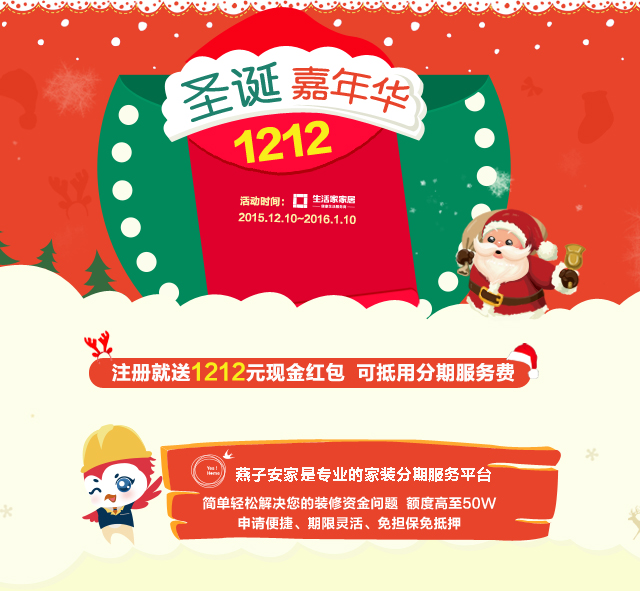 圣诞嘉年华
1212
活动时间： 生活家家居
2015.12.10~2016.1.10
注册就送1212元现金红包 可抵用分期服务费
Yes!
Home
燕子安家是专业的家装分期服务平台
简单轻松解决您的装修资金问题 额度高至50W
申请便捷、期限灵活、免担保免抵押